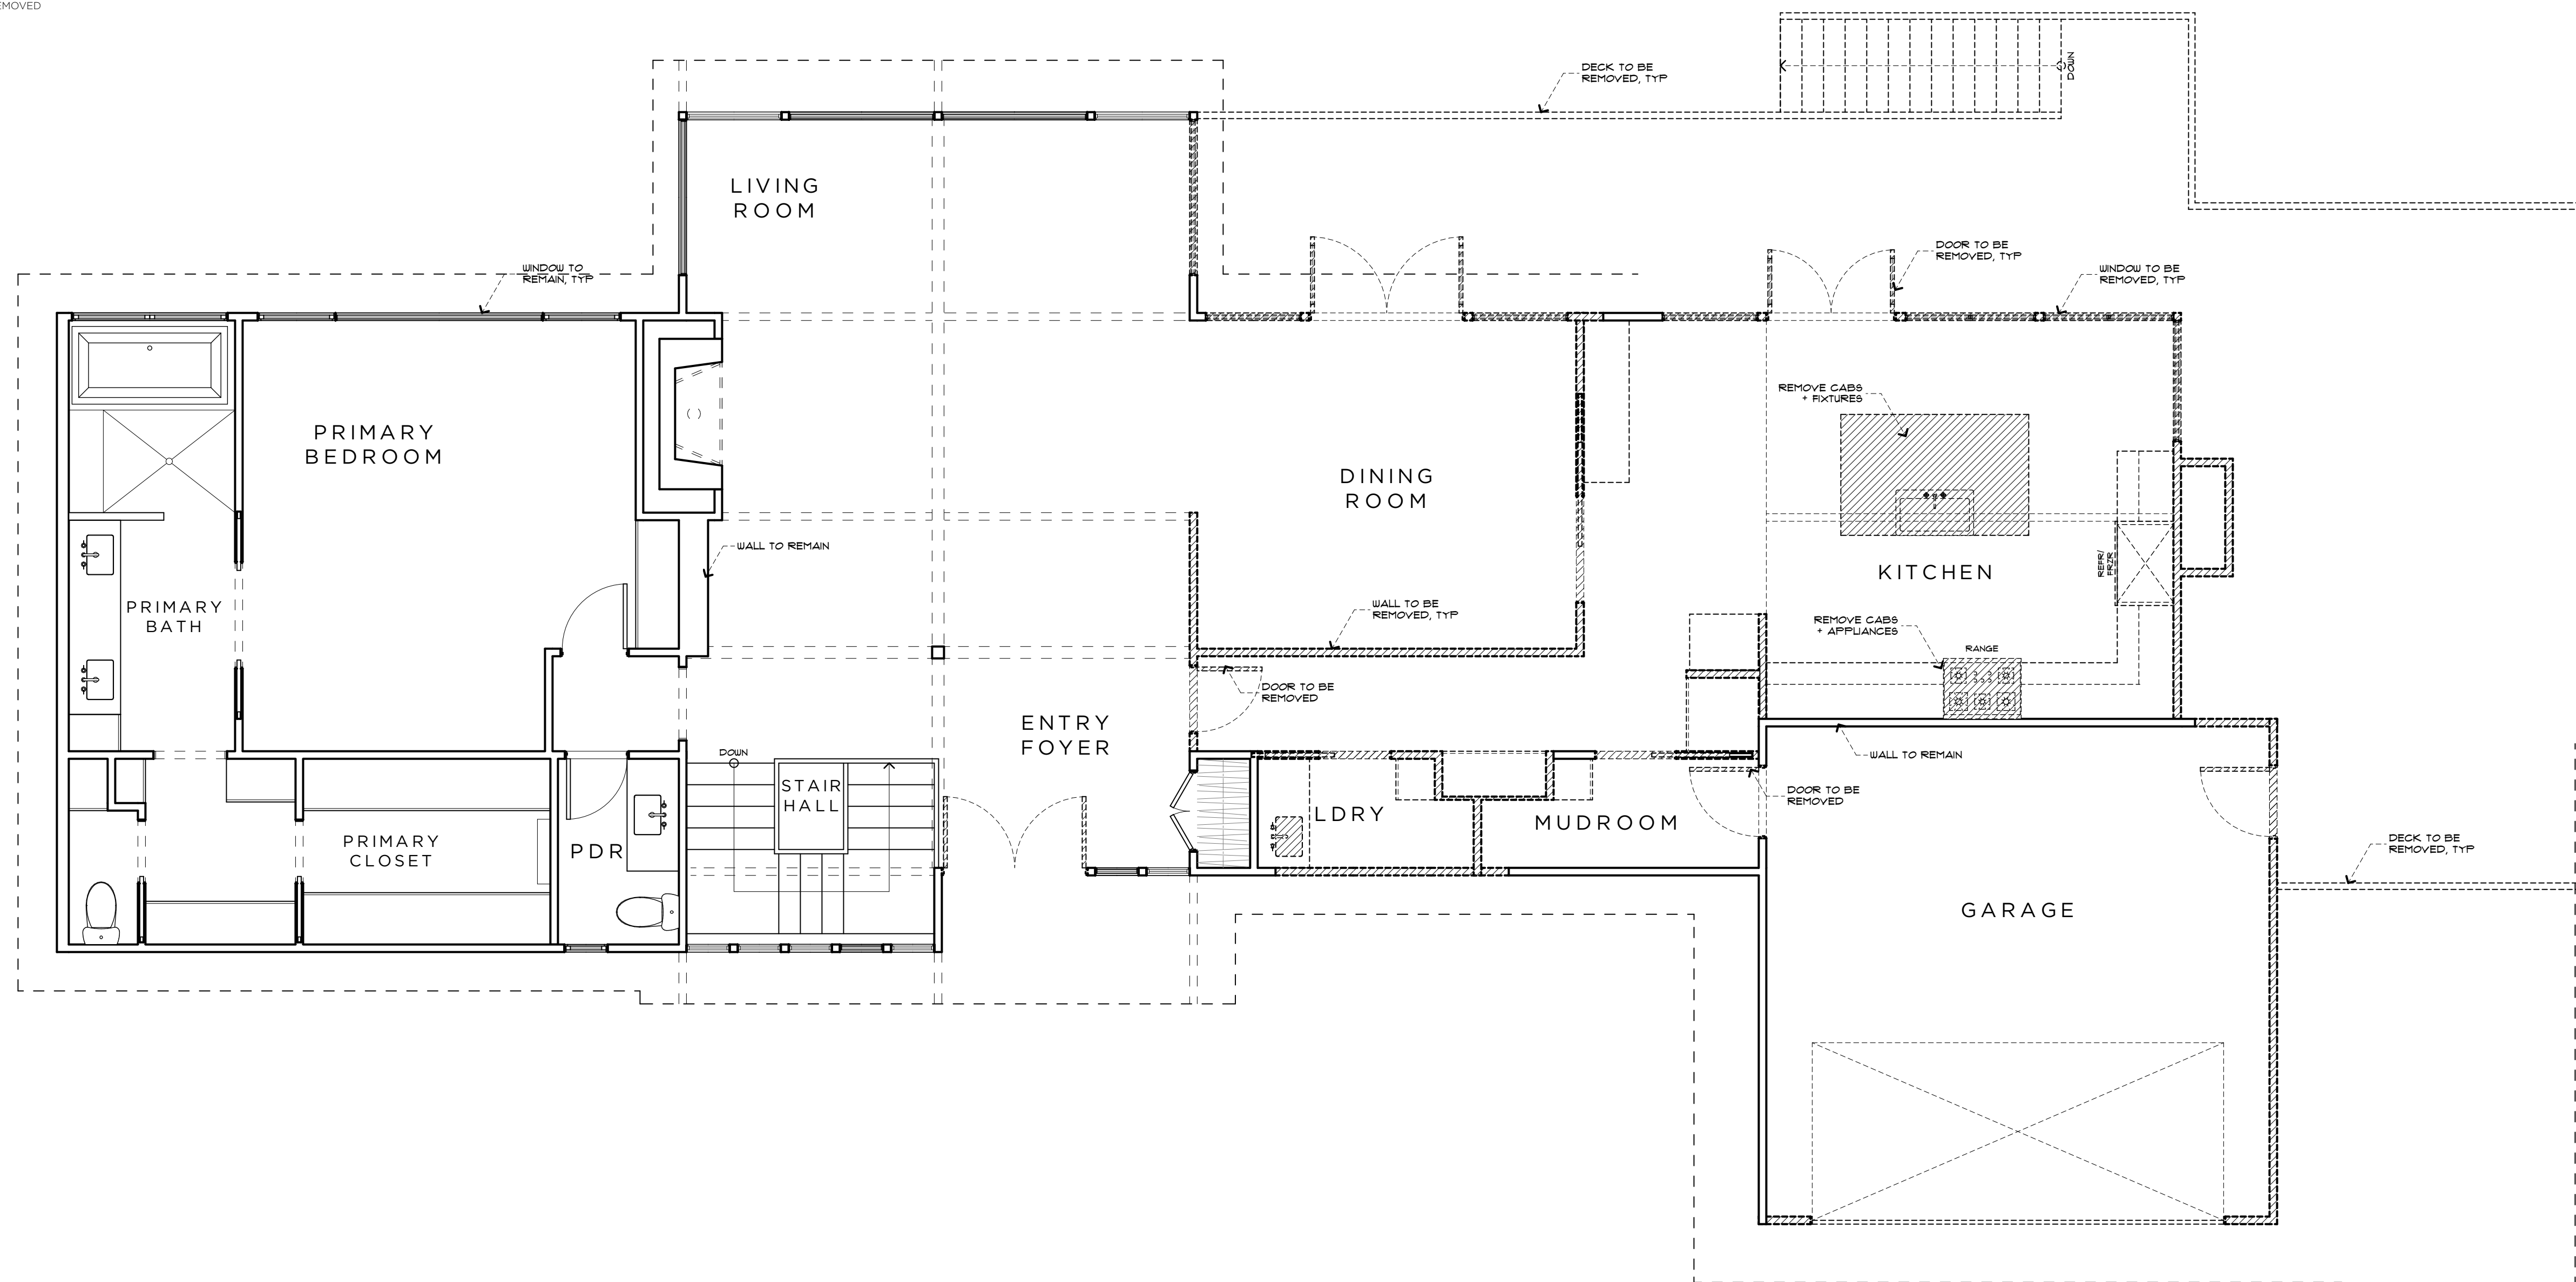 EMOVED
DECK TO BE
REMOVED, TYP
DOWN
LIVING
ROOM
DOOR TO BE
REMOVED, TYP
WINDOW TO
REMAIN, TYP
WINDOW TO BE
REMOVED, TYP
REMOVE CABS
+ FIXTURES
PRIMARY
BEDROOM
DINING
ROOM
WALL TO REMAIN
REFR/
FRZR
KITCHEN
PRIMARY
BATH
WALL TO BE
REMOVED, TYP
REMOVE CABS
+ APPLIANCES
RANGE
DOOR TO BE
REMOVED
ENTRY
FOYER
DOWN
WALL TO REMAIN
STAIR
HALL
DOOR TO BE
REMOVED
LDRY
MUDROOM
PRIMARY
CLOSET
PDR
DECK TO BE
REMOVED, TYP
GARAGE